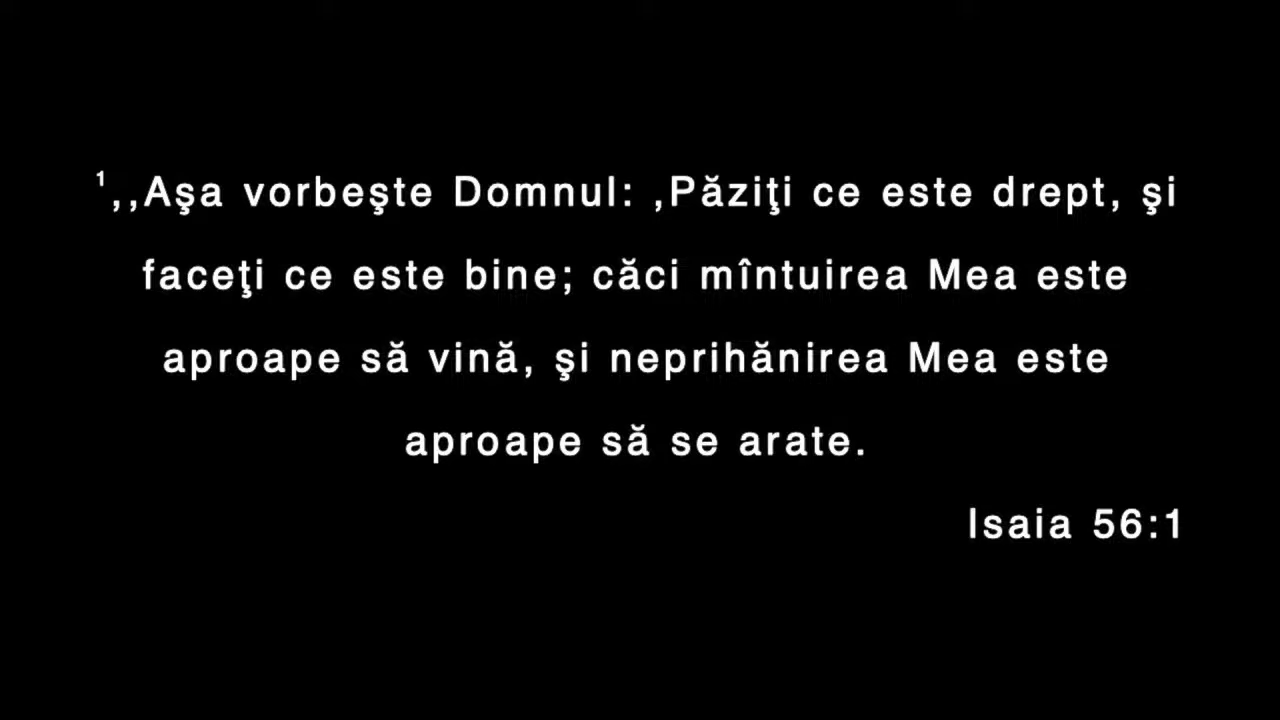 ¹,,Aşa vorbeşte Domnul: ,Păziţi ce este drept, şi
faceţi ce este bine; căci mîntuirea Mea este
aproape să vină, şi neprihănirea Mea este
aproape să se arate.
Isaia 56:1